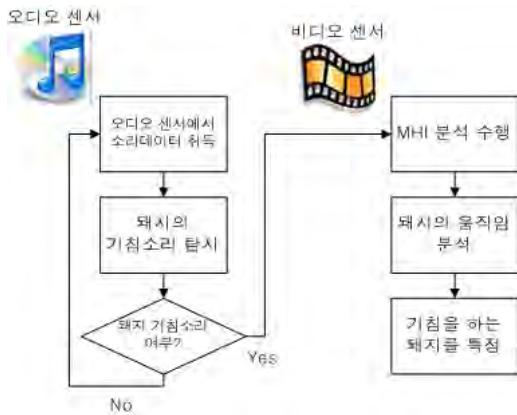 오디오 센서
오디오 센서에서
소리데이터 취득
돼지의
기침소리 탐지
돼지 기침소리
여부?
No
Yes
비디오 센서
MHI 분석 수행
돼지의 움직임
분석
기침을 하는
돼지를 특정